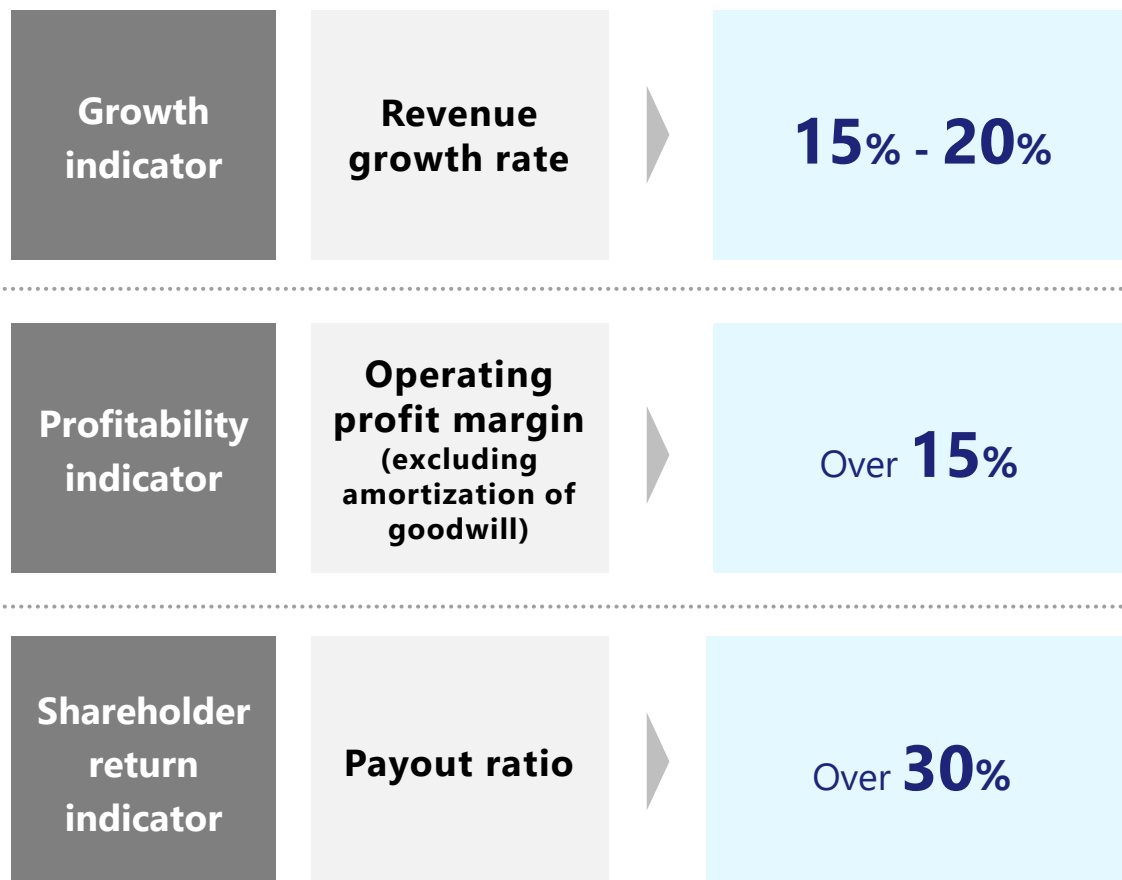 Growth
indicator
Revenue
growth rate
15% - 20%
Profitability
indicator
Operating
profit margin
(excluding
amortization of
goodwill)
Over 15%
Shareholder
return
indicator
Payout ratio
Over 30%